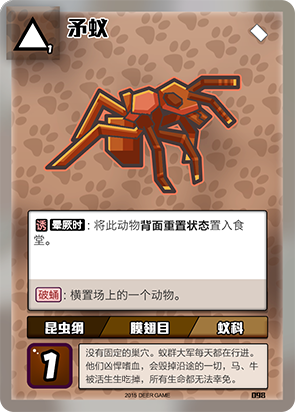 1
矛蚁
诱 晕厥时：将此动物背面重置状态置入食
堂。
破蛹：横置场上的一个动物。
昆虫纲 膜翅目 蚁科
1
没有固定的巢穴。蚁群大军每天都在行进。
他们凶悍嗜血，会毁掉沿途的一切，马、牛
被活生生吃掉，所有生命都无法幸免。
2015 DEER GAME
098